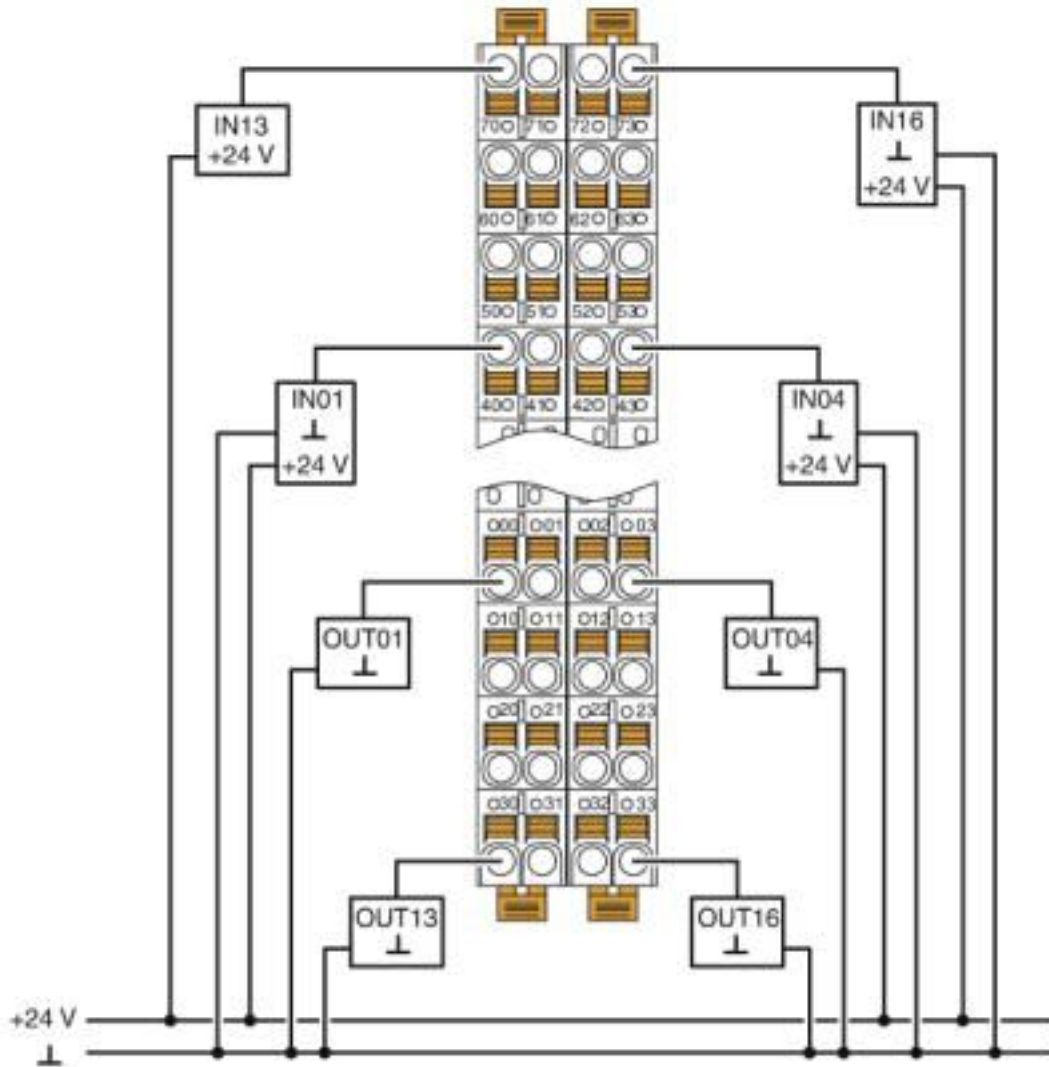 70 71 72 73
IN13
+24 V
IN16
⊥
+24 V
60 61 62 63
50 51 52 53
40 41 42 43
IN01
⊥
+24 V
IN04
⊥
+24 V
00 01 02 03
10 11 12 13
OUT01
⊥
OUT04
⊥
20 21 22 23
30 31 32 33
OUT13
⊥
OUT16
⊥
+24 V
⊥